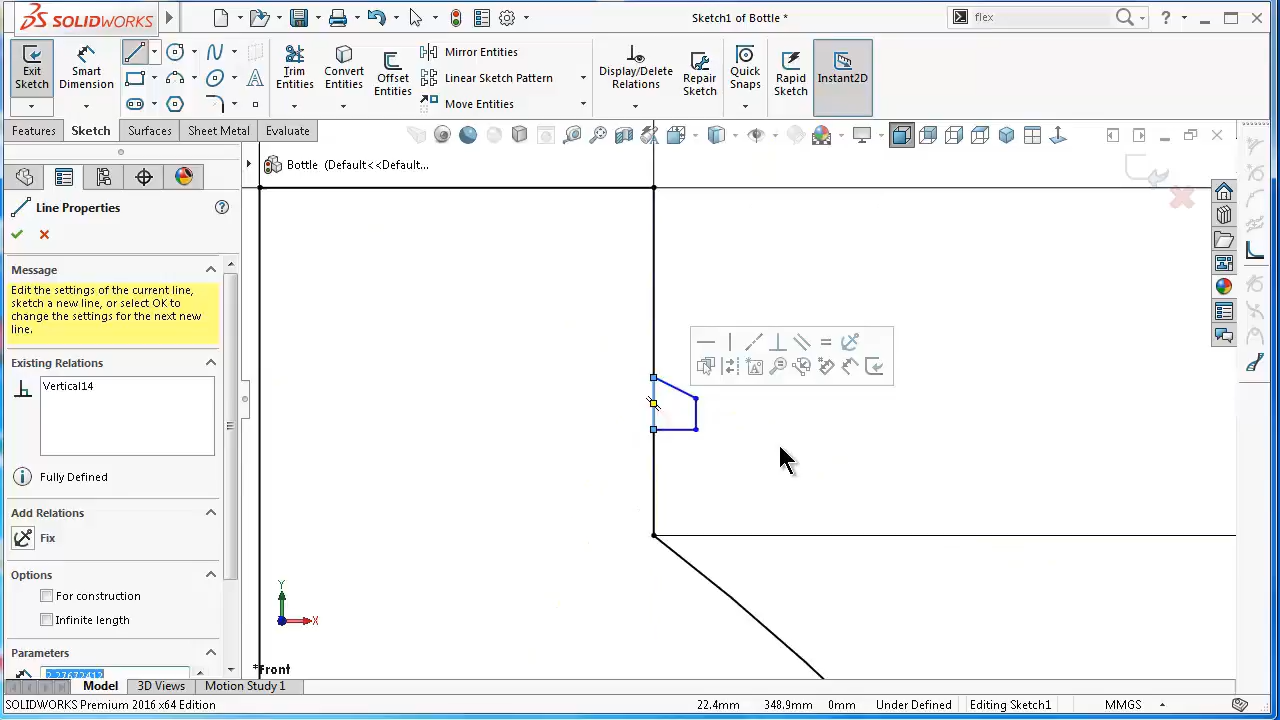 SOLIDWORKS
Sketch1 of Bottle *
flex
Exit Sketch
Smart Dimension
Trim Entities
Convert Entities
Offset Entities
Mirror Entities
Linear Sketch Pattern
Move Entities
Display/Delete Relations
Repair Sketch
Quick Snaps
Rapid Sketch
Instant2D
Features
Sketch
Surfaces
Sheet Metal
Evaluate
Bottle (Default<<Default...
Line Properties
Message
Edit the settings of the current line,
sketch a new line, or select OK to
change the settings for the next new
line.
Existing Relations
Vertical14
Fully Defined
Add Relations
Fix
Options
For construction
Infinite length
Parameters
Y
X
*Front
Model
3D Views
Motion Study 1
SOLIDWORKS Premium 2016 x64 Edition
22.4mm
348.9mm
0mm
Under Defined
Editing Sketch1
MMGS